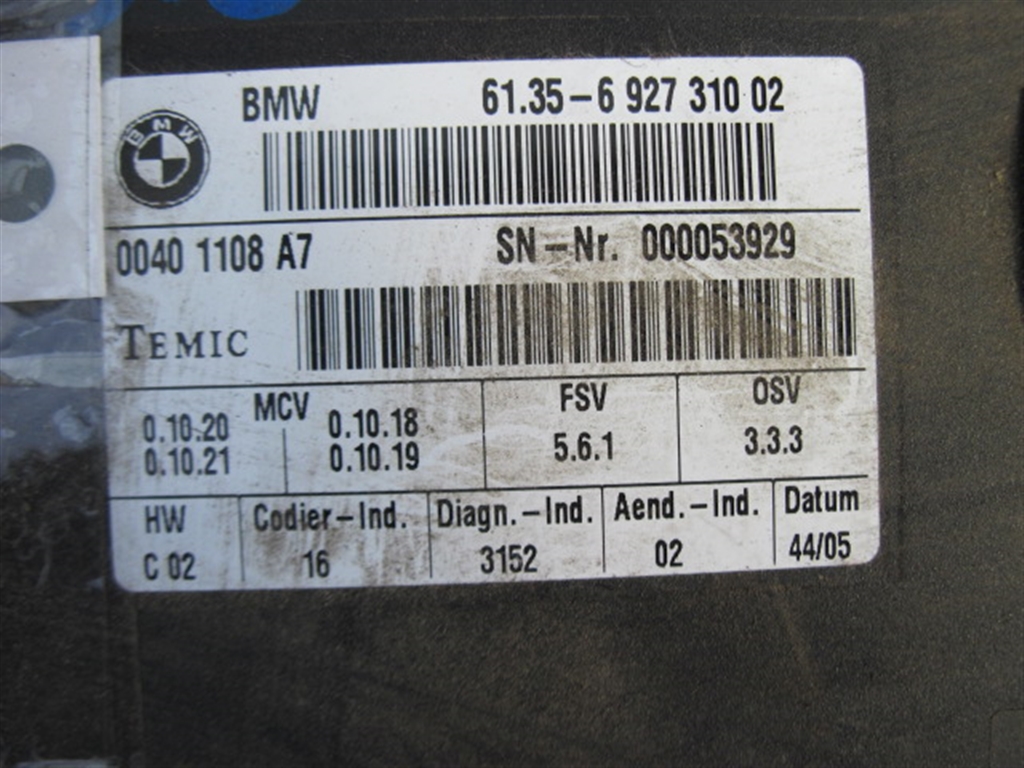 BMW 61.35-6 927 310 02
BMW
0040 1108 A7 SN-Nr. 000053929
TEMIC
MCV FSV OSV
0.10.20 0.10.18 5.6.1 3.3.3
0.10.21 0.10.19
HW Codier-Ind. Diagn.-Ind. Aend.-Ind. Datum
C 02 16 3152 02 44/05